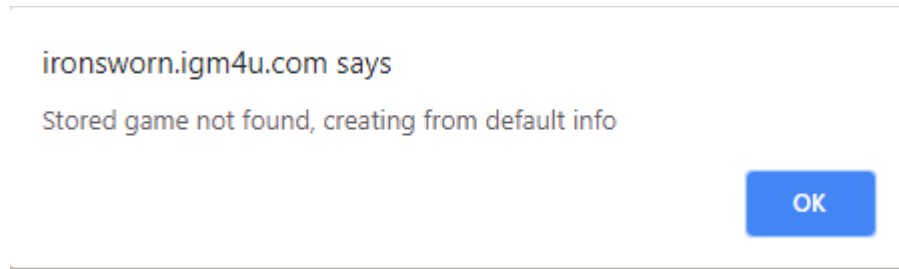 ironsworn.igm4u.com says
Stored game not found, creating from default info
OK